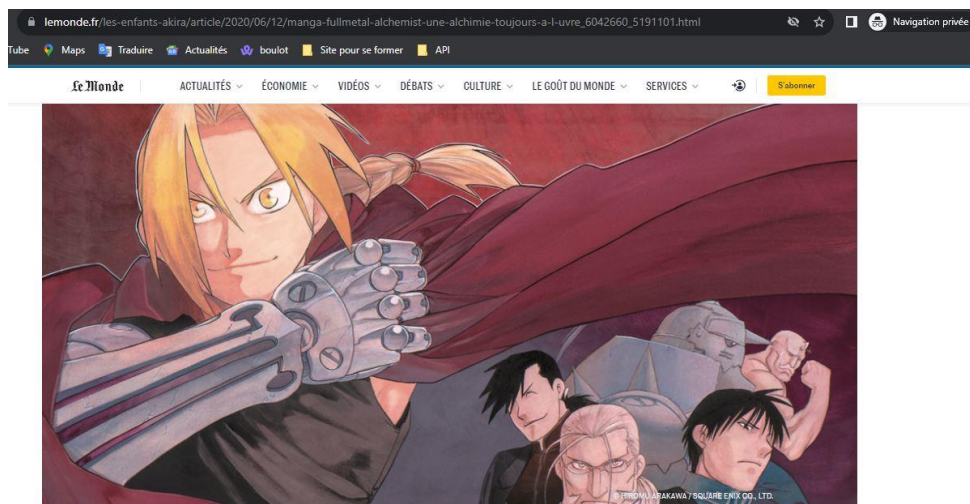 lemonde.fr/les-enfants-akira/article/2020/06/12/manga-fullmetal-alchemist-une-alchimie-toujours-a-l-uvre_6042660_5191101.html Navigation privée
Tube Maps Traduire Actualités boulot Site pour se former API
Le Monde ACTUALITÉS ÉCONOMIE VIDÉOS DÉBATS CULTURE LE GOÛT DU MONDE SERVICES S'abonner
© HIROMU ARAKAWA / SQUARE ENIX CO., LTD.